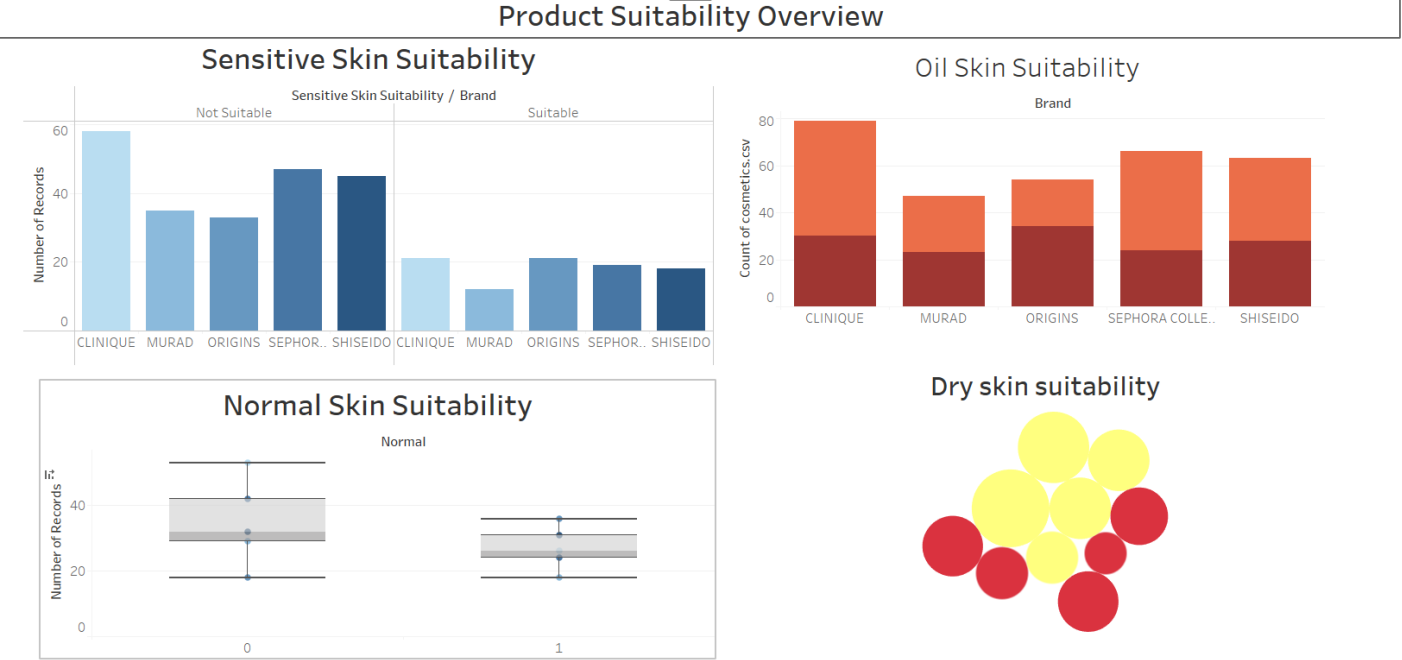 Product Suitability Overview
Sensitive Skin Suitability
Sensitive Skin Suitability / Brand
Not Suitable
Suitable
Number of Records
60
40
20
0
CLINIQUE MURAD ORIGINS SEPHOR.. SHISEIDO CLINIQUE MURAD ORIGINS SEPHOR.. SHISEIDO
Oil Skin Suitability
Brand
Count of cosmetics.csv
80
60
40
20
0
CLINIQUE MURAD ORIGINS SEPHORA COLLE.. SHISEIDO
Normal Skin Suitability
Normal
Number of Records
40
20
0
0 1
Dry skin suitability